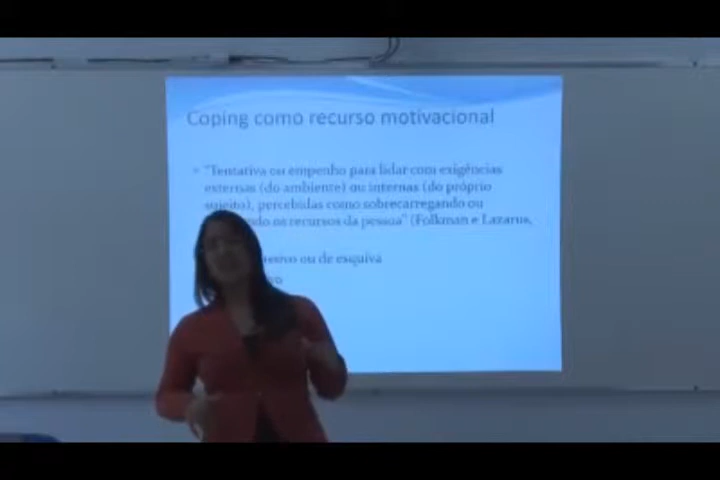 Coping como recurso motivacional
"Tentativa ou empenho para lidar com exigências
externas (do ambiente) ou internas (do próprio
sujeito), percebidas como sobrecarregando ou
os recursos da pessoa" (Folkman e Lazarus,
ou de esquiva